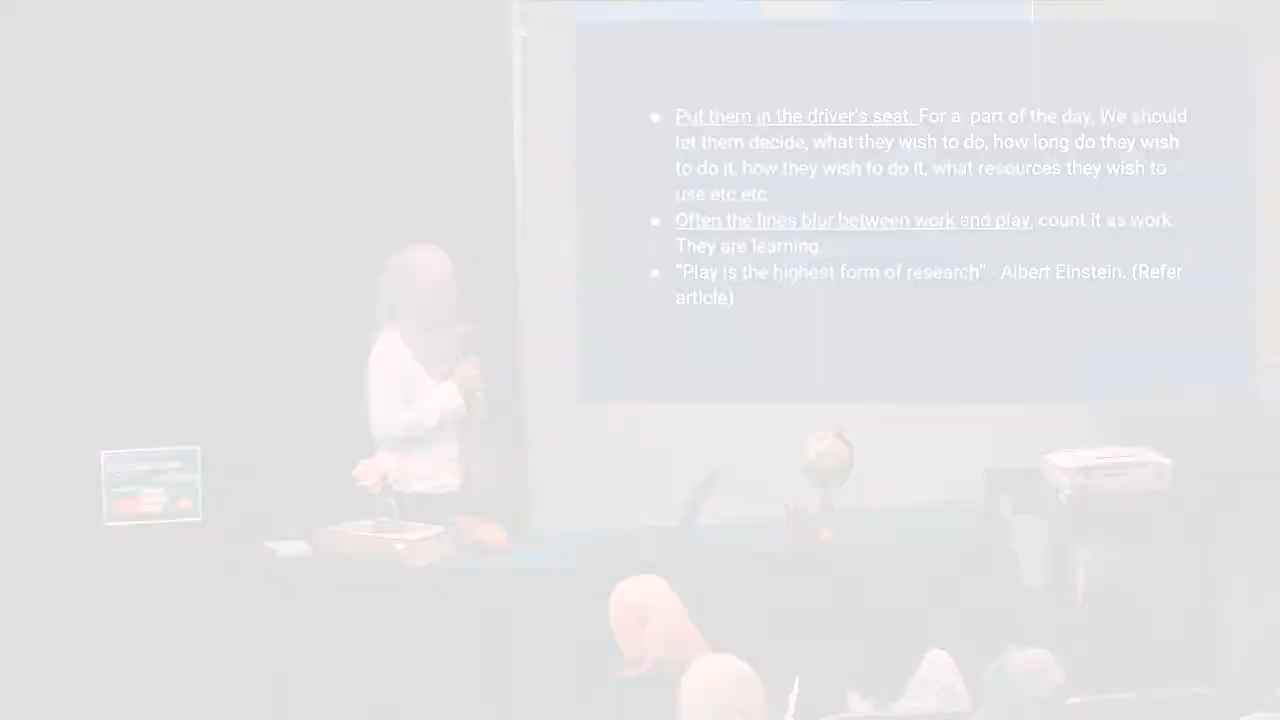 Put them in the driver's seat. For a part of the day, We should
let them decide, what they wish to do, how long do they wish
to do it, how they wish to do it, what resources they wish to
use etc etc
Often the lines blur between work and play, count it as work.
They are learning.
"Play is the highest form of research" - Albert Einstein. (Refer
article)